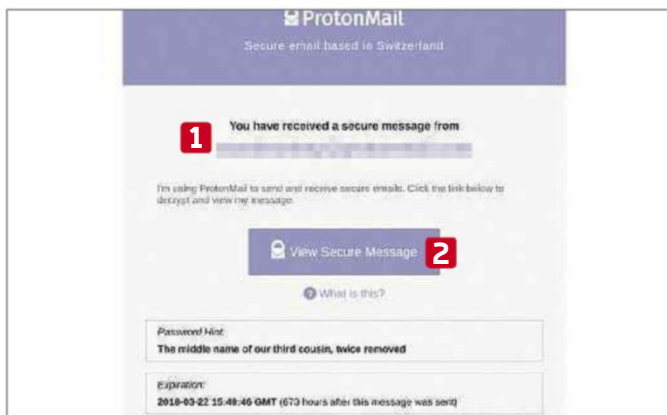 ProtonMail
Secure email based in Switzerland
You have received a secure message from
1
I'm using ProtonMail to send and receive secure emails. Click the link below to
decrypt and view my message.
View Secure Message
2
? What is this?
Password Hint:
The middle name of our third cousin, twice removed
Expiration:
2018-03-22 15:49:46 GMT (673 hours after this message was sent)